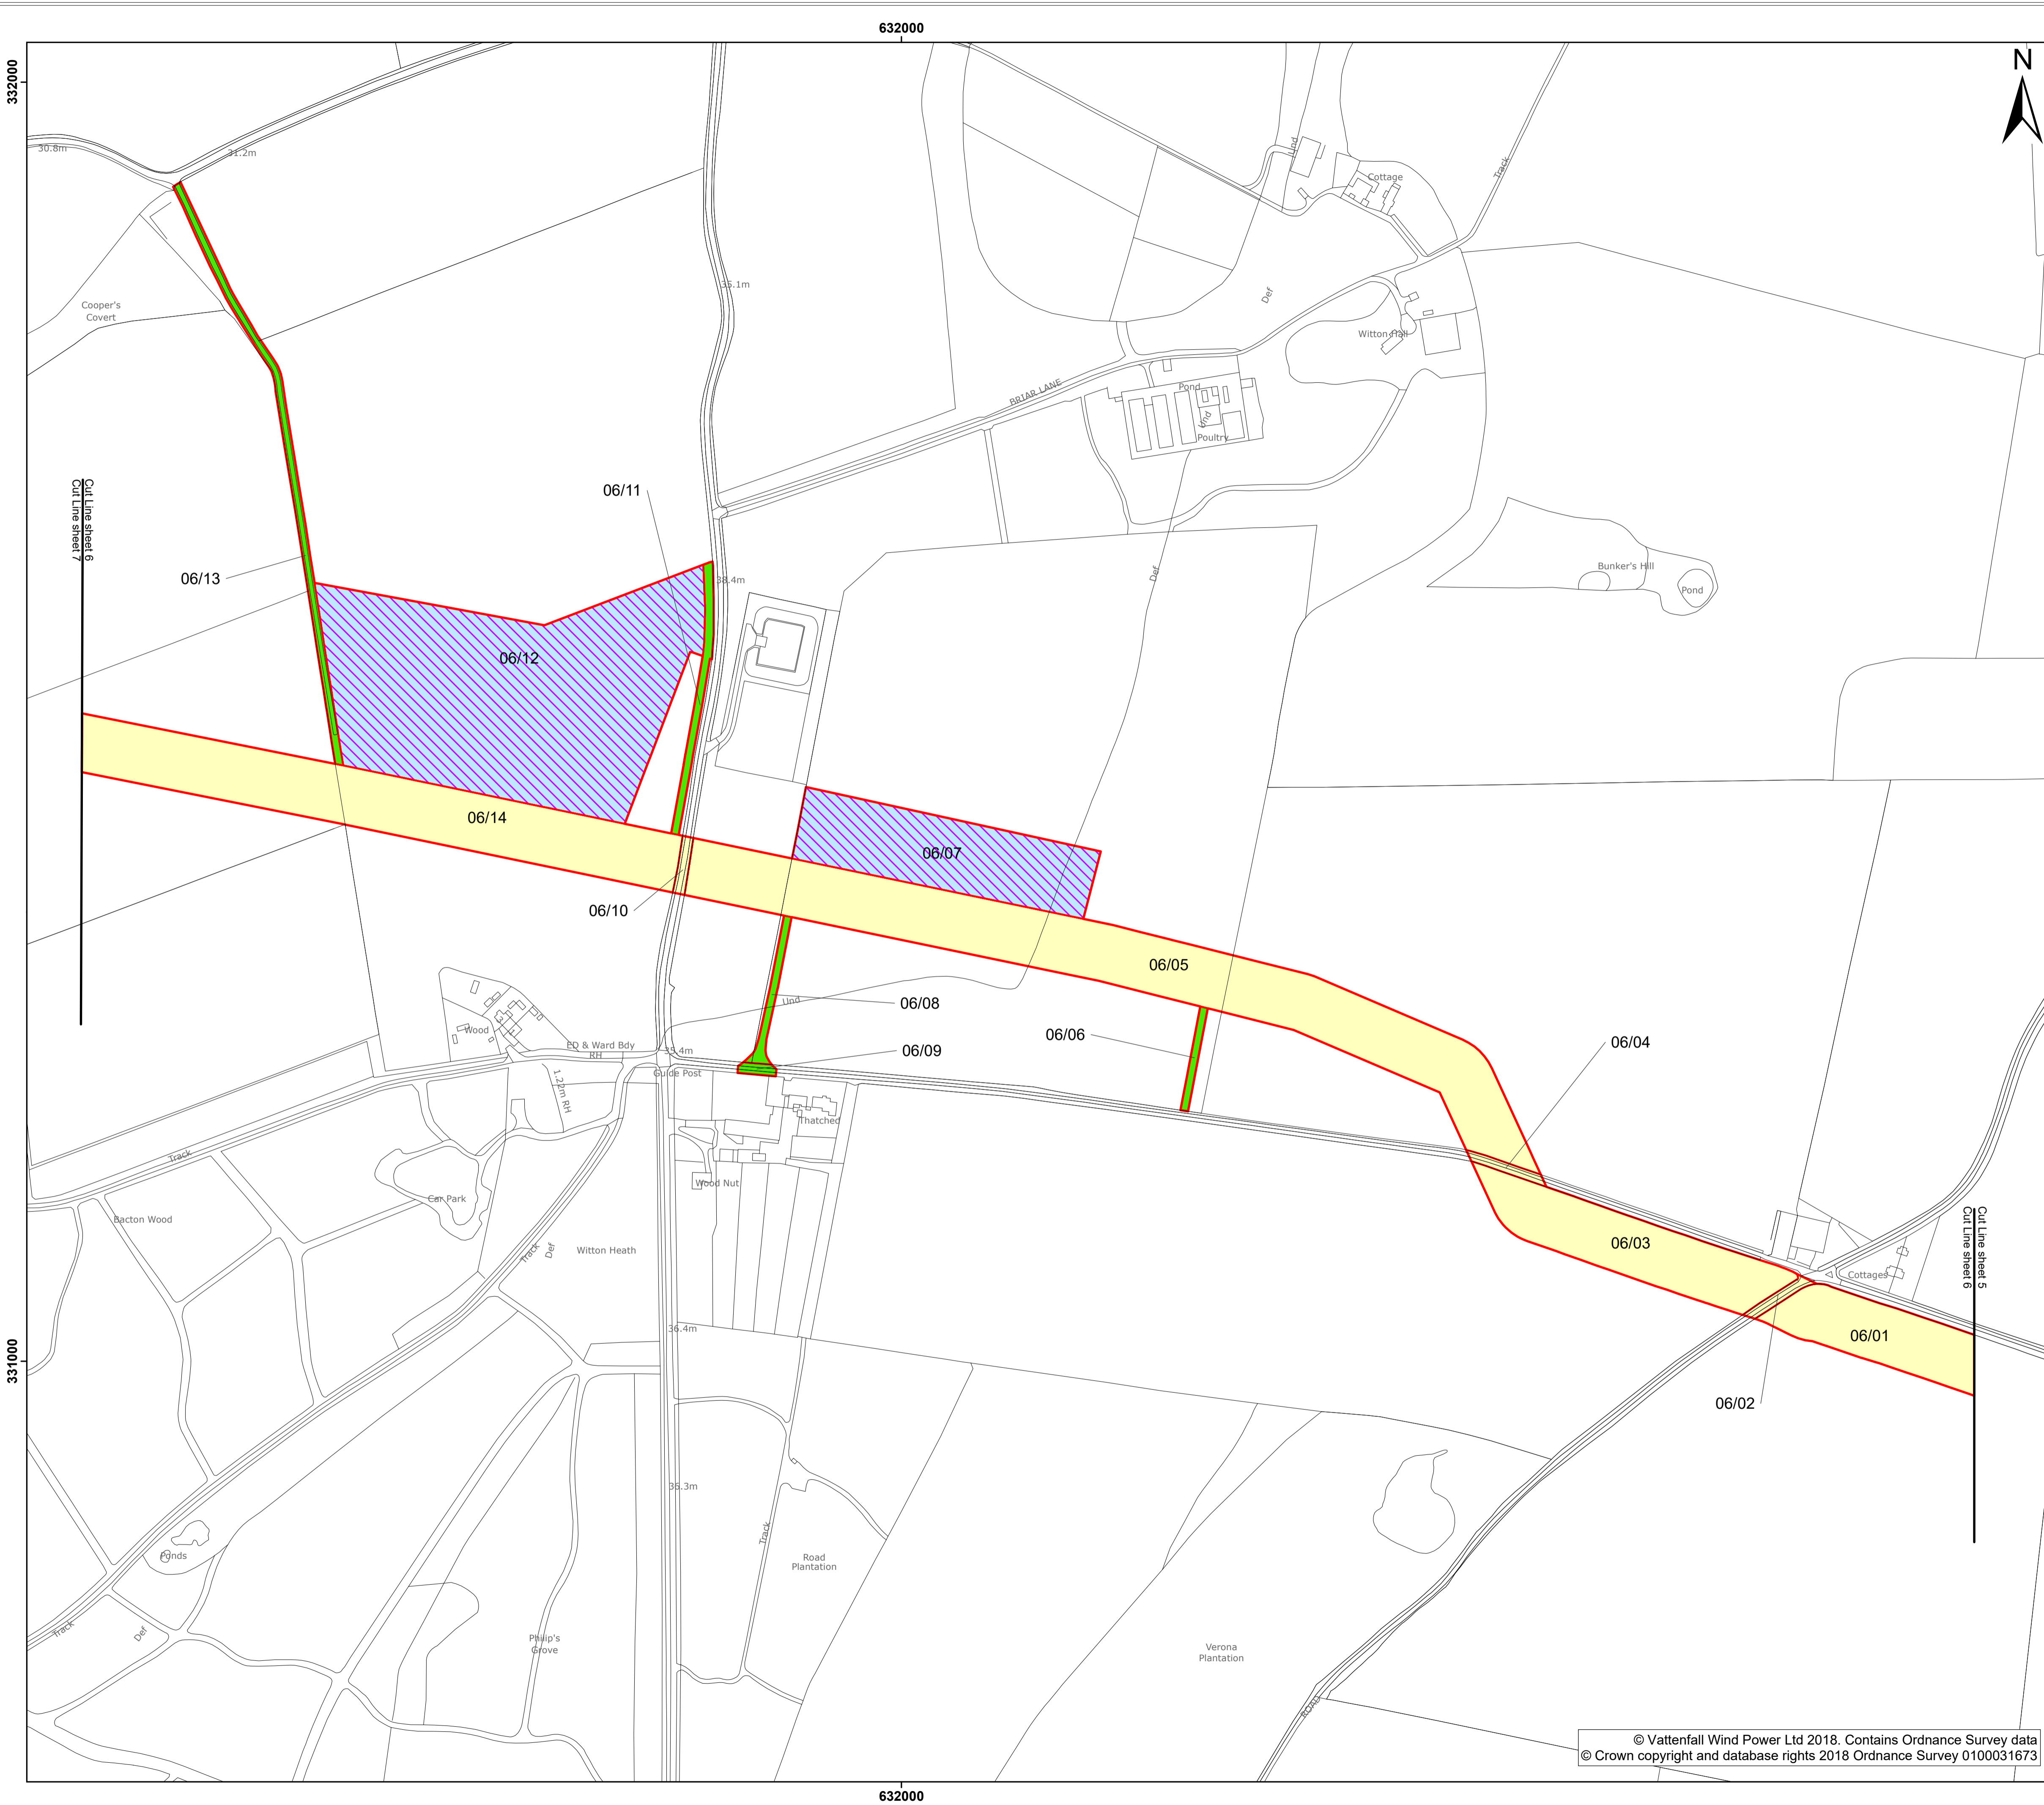 632000
332000
N
30.8m
31.2m
Und
Cottage
Track
35.1m
Cooper's
Covert
Def
Witton Hall
BRIAR LANE
Pond
Und
Poultry
06/11
Cut Line sheet 6
Cut Line sheet 7
06/13
38.4m
Def
Bunker's Hill
Pond
06/12
06/14
06/07
06/10
06/05
06/08
Und
06/06
06/04
Wood
ED & Ward Bdy
RH
35.4m
06/09
Guide Post
1.22m RH
Thatched
Track
Wood Nut
Car Park
Bacton Wood
Track
Def
Witton Heath
06/03
Cut Line sheet 5
Cut Line sheet 6
Cottages
36.4m
06/01
331000
06/02
36.3m
Track
Ponds
Road
Plantation
Track
Def
Philip's
Grove
Verona
Plantation
ROAD
© Vattenfall Wind Power Ltd 2018. Contains Ordnance Survey data
© Crown copyright and database rights 2018 Ordnance Survey 0100031673
632000